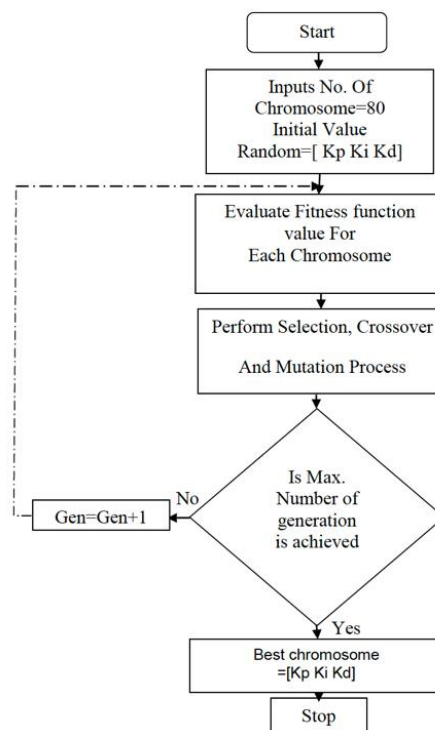 Start
Inputs No. Of
Chromosome=80
Initial Value
Random=[ Kp Ki Kd]
Evaluate Fitness function
value For
Each Chromosome
Perform Selection, Crossover
And Mutation Process
Is Max.
Number of
generation
is achieved
No
Gen=Gen+1
Yes
Best chromosome
=[Kp Ki Kd]
Stop